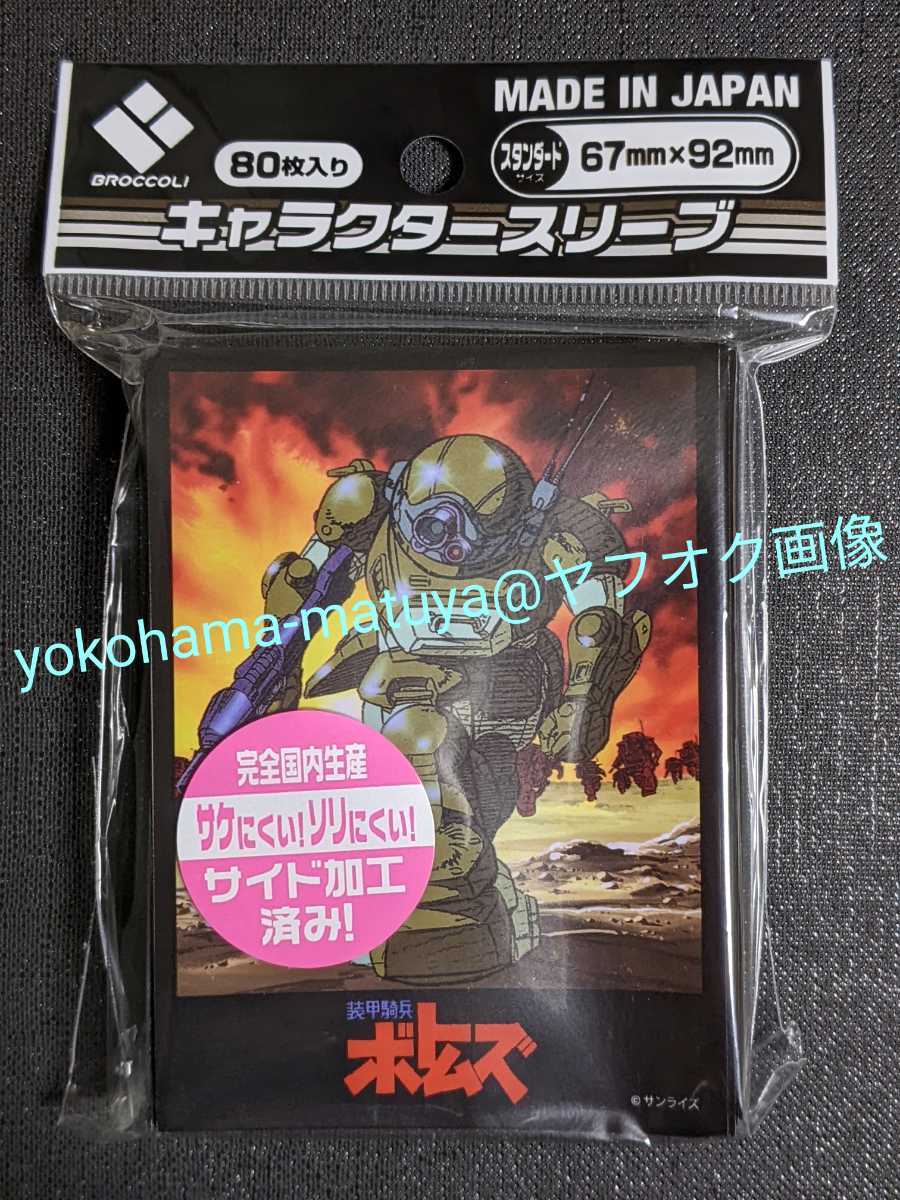 MADE IN JAPAN
BROCCOLI
80枚入り
スタンダード
サイズ
67mm×92mm
キャラクタースリーブ
yokohama-matuya@ヤフオク画像
完全国内生産
サケにくい!ソリにくい!
サイド加工
済み!
装甲騎兵
ボトムズ
©サンライズ